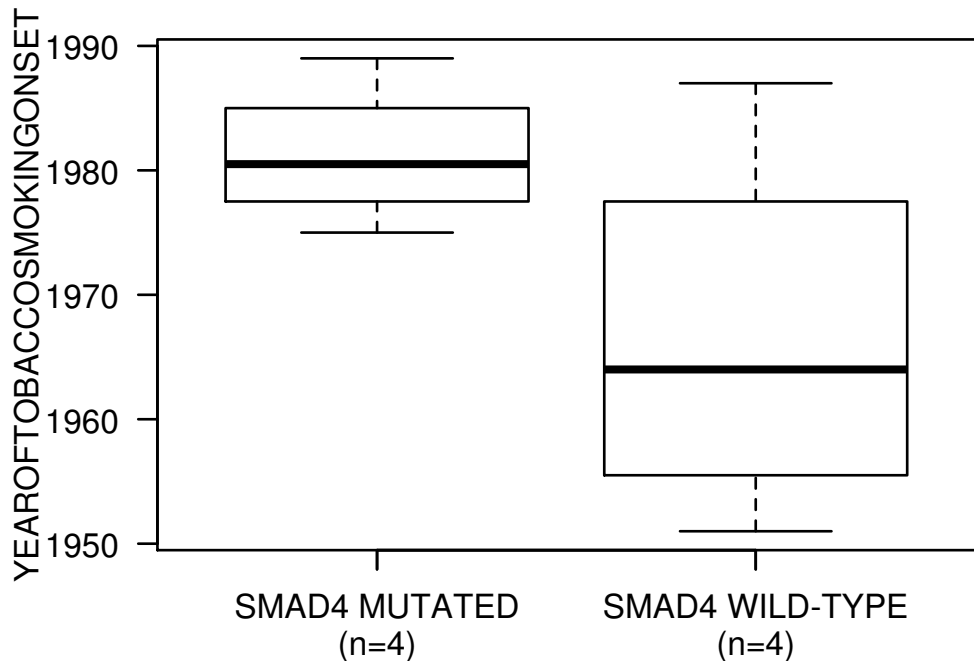 YEAROFTOBACCOSMOKINGONSET
1990
1980
1970
1960
1950
SMAD4 MUTATED
(n=4)
SMAD4 WILD-TYPE
(n=4)